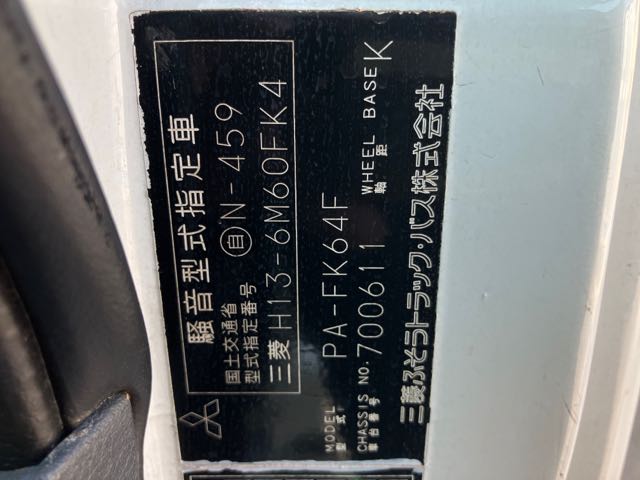 騒音型式指定車
国土交通省
型式指定番号
自 N-459
三菱 H13-6M60FK4
MODEL
型式
PA-FK64F
CHASSIS NO.
車台番号
700611
WHEEL BASE
軸距
K
三菱ふそうトラック・バス株式会社